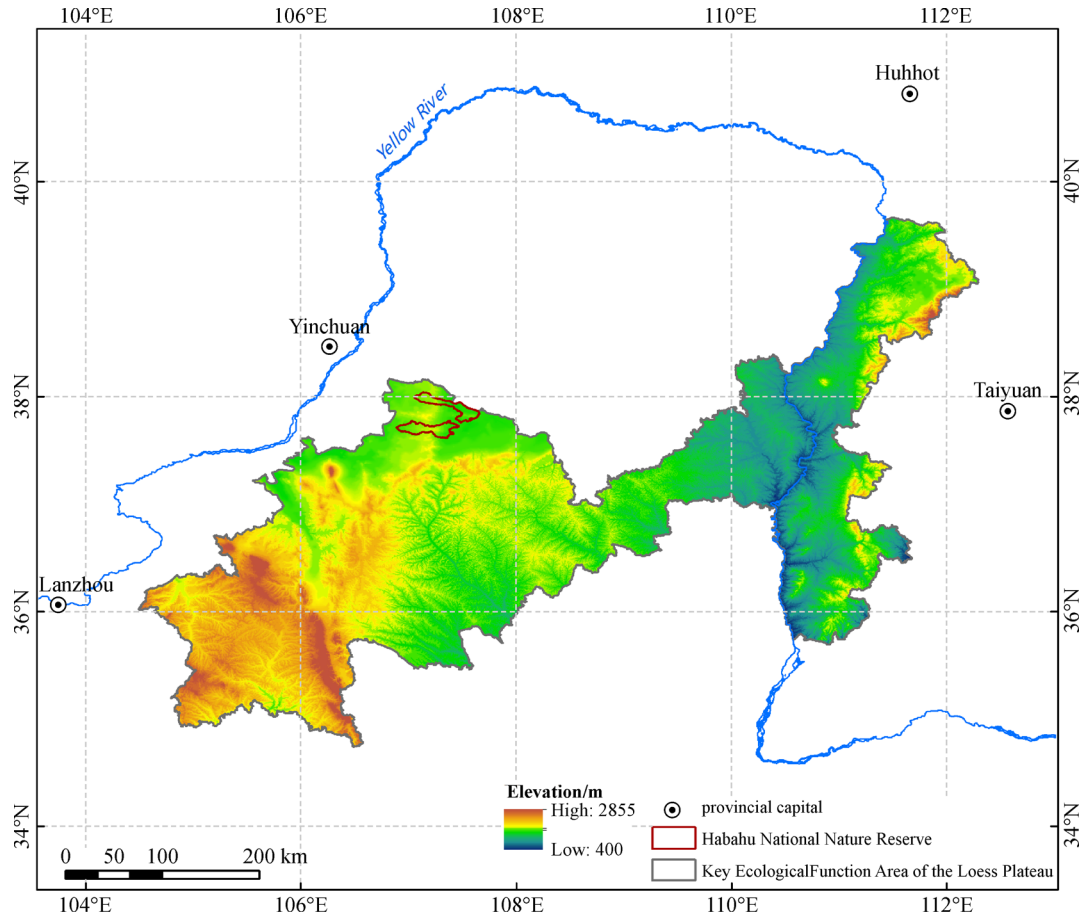 104°E 106°E 108°E 110°E 112°E
Huhhot
Yellow River
40°N 40°N
Yinchuan
Taiyuan
38°N 38°N
Lanzhou
36°N 36°N
Elevation/m
High: 2855
Low: 400
provincial capital
Habahu National Nature Reserve
Key EcologicalFunction Area of the Loess Plateau
34°N 34°N
0 50 100 200 km
104°E 106°E 108°E 110°E 112°E